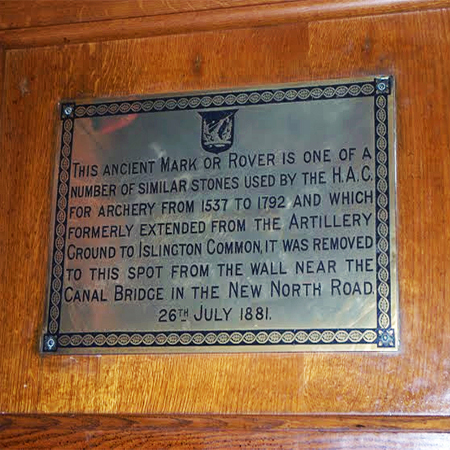 THIS ANCIENT MARK OR ROVER IS ONE OF A
NUMBER OF SIMILAR STONES USED BY THE H.A.C.
FOR ARCHERY FROM 1537 TO 1792 AND WHICH
FORMERLY EXTENDED FROM THE ARTILLERY
GROUND TO ISLINGTON COMMON, IT WAS REMOVED
TO THIS SPOT FROM THE WALL NEAR THE
CANAL BRIDGE IN THE NEW NORTH ROAD.
26TH JULY 1881.